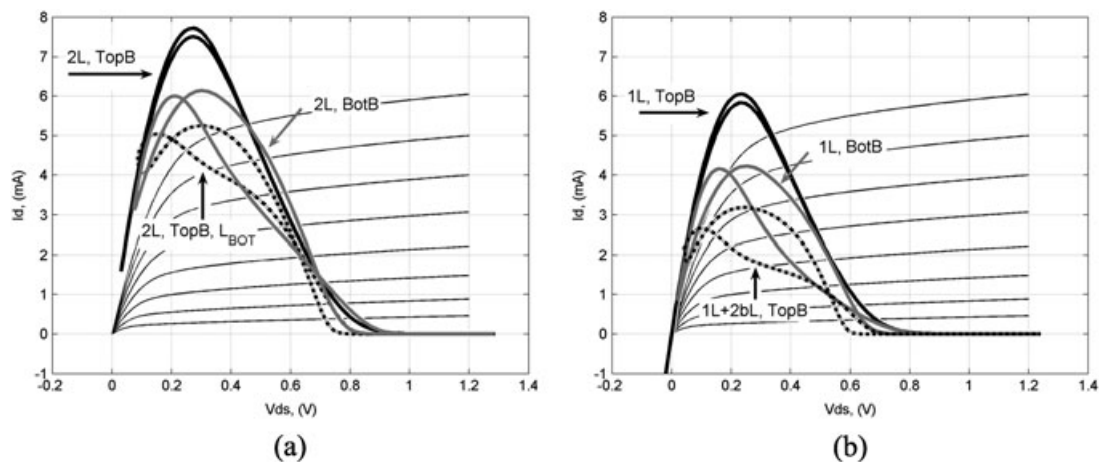 8
7
6
5
4
3
2
1
0
-1
-0.2 0 0.2 0.4 0.6 0.8 1 1.2 1.4
Id, (mA)
Vds, (V)
2L, TopB
2L, BotB
2L, TopB, LBOT
(a)
8
7
6
5
4
3
2
1
0
-1
-0.2 0 0.2 0.4 0.6 0.8 1 1.2 1.4
Id, (mA)
Vds, (V)
1L, TopB
1L, BotB
1L+2bL, TopB
(b)